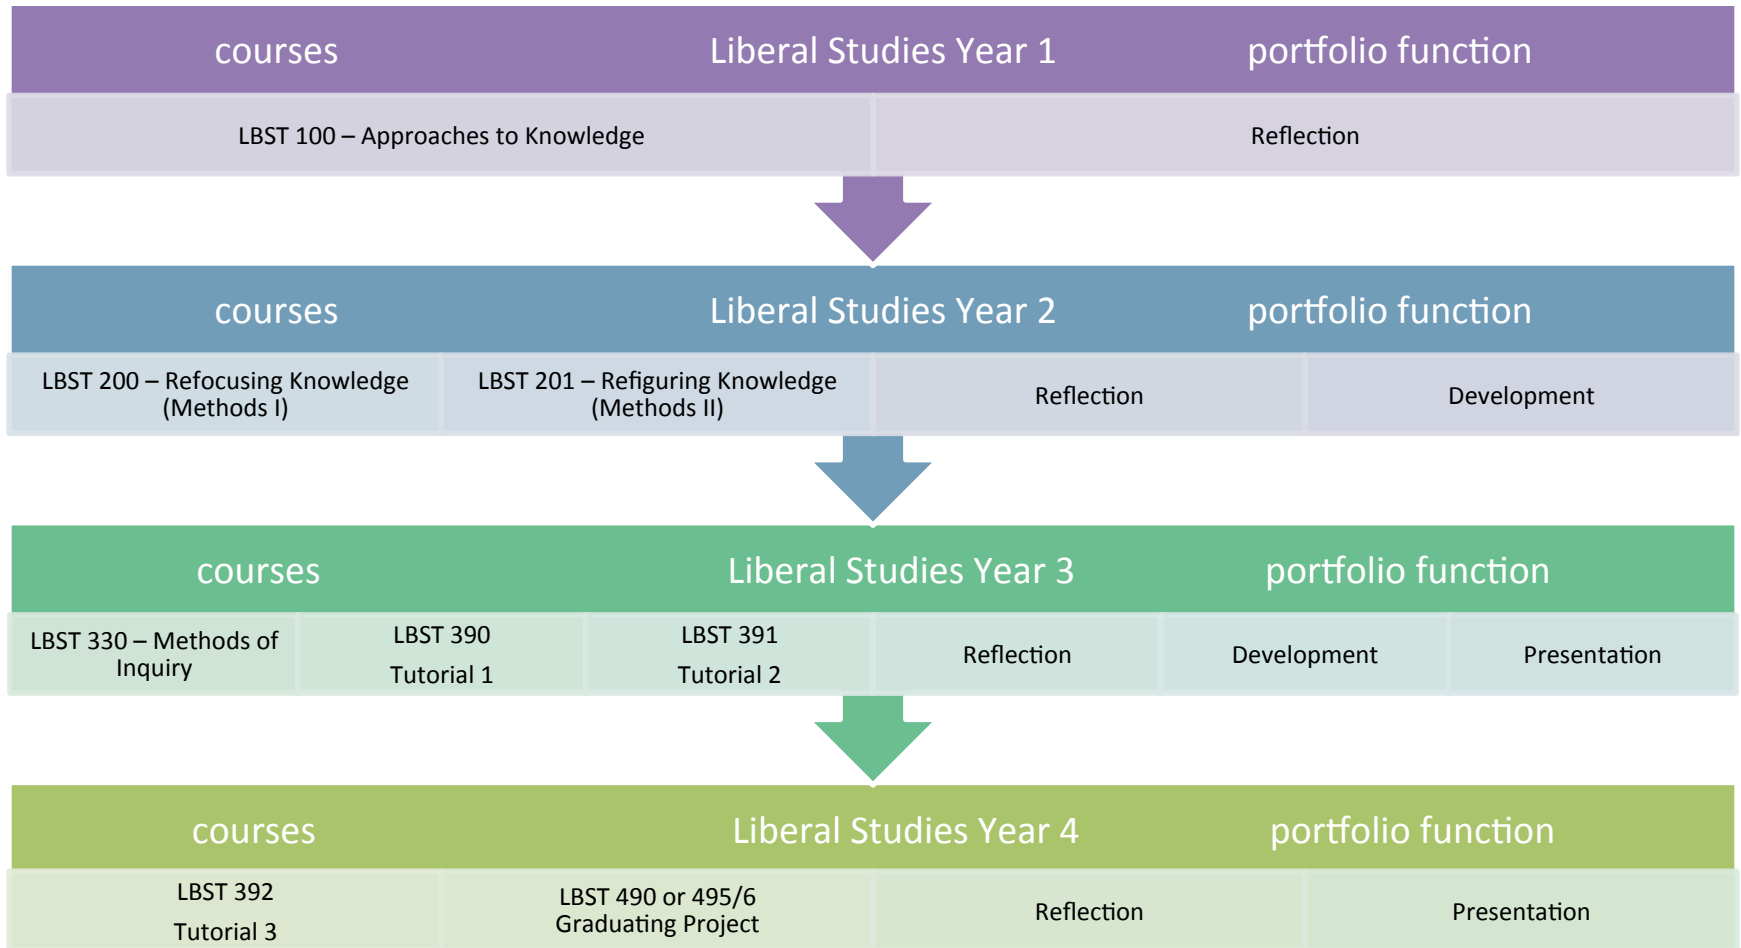 courses Liberal Studies Year 1 portfolio function
LBST 100 – Approaches to Knowledge
Reflection
courses Liberal Studies Year 2 portfolio function
LBST 200 – Refocusing Knowledge
(Methods I)
LBST 201 – Refiguring Knowledge
(Methods II)
Reflection
Development
courses Liberal Studies Year 3 portfolio function
LBST 330 – Methods of
Inquiry
LBST 390
Tutorial 1
LBST 391
Tutorial 2
Reflection
Development
Presentation
courses Liberal Studies Year 4 portfolio function
LBST 392
Tutorial 3
LBST 490 or 495/6
Graduating Project
Reflection
Presentation